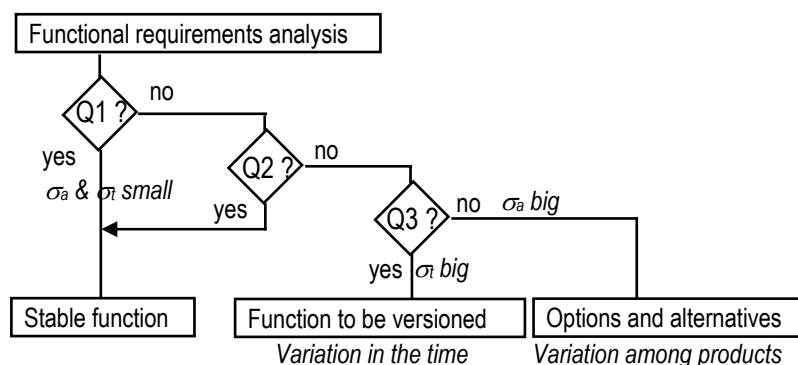 Functional requirements analysis
no
Q1 ?
yes
no
Q2 ?
σa & σt small
yes
no σa big
Q3 ?
yes σt big
Stable function
Function to be versioned
Options and alternatives
Variation in the time
Variation among products